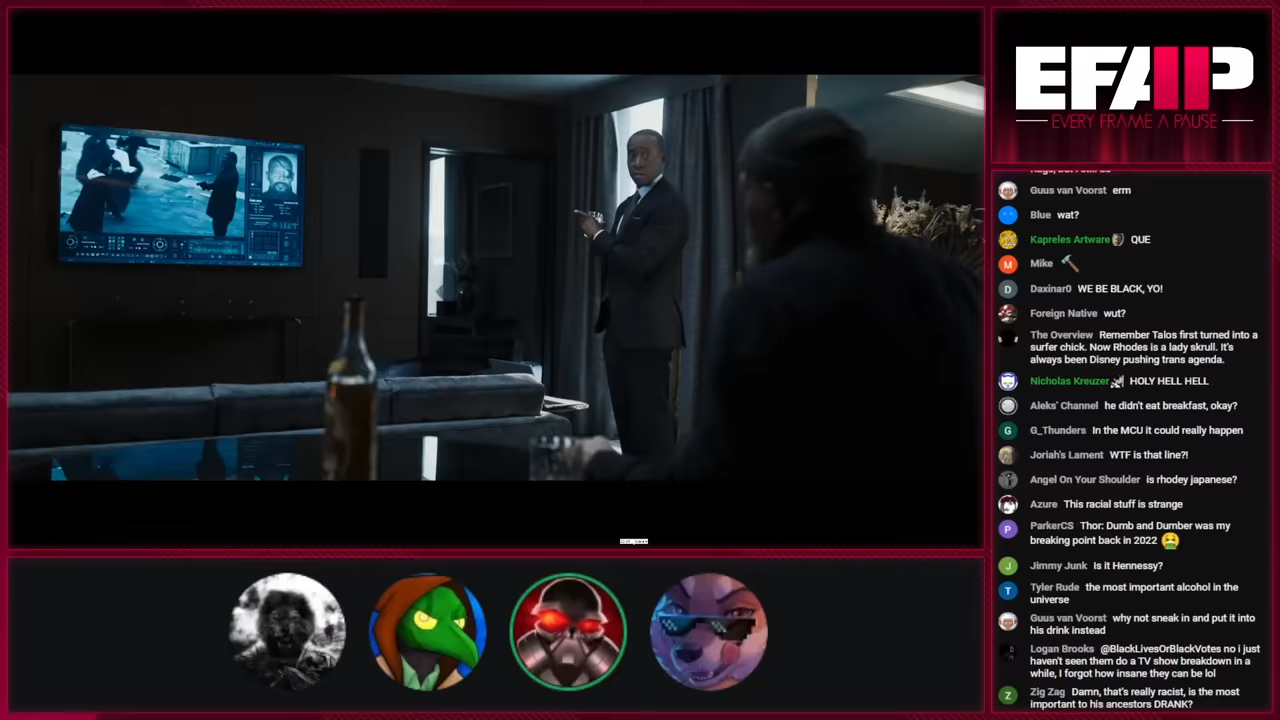 EFAP
EVERY FRAME A PAUSE
Guus van Voorst erm
Blue wat?
Kapreles Artware QUE
M
Mike
D
Daxinar0 WE BE BLACK, YO!
Foreign Native wut?
The Overview Remember Talos first turned into a
surfer chick. Now Rhodes is a lady skrull. It's
always been Disney pushing trans agenda.
Nicholas Kreuzer HOLY HELL HELL
Aleks' Channel he didn't eat breakfast, okay?
G
G_Thunders In the MCU it could really happen
Joriah's Lament WTF is that line?!
Angel On Your Shoulder is rhodey japanese?
Azure This racial stuff is strange
P
ParkerCS Thor: Dumb and Dumber was my
breaking point back in 2022
J
Jimmy Junk Is it Hennessy?
T
Tyler Rude the most important alcohol in the
universe
Guus van Voorst why not sneak in and put it into
his drink instead
Logan Brooks @BlackLivesOrBlackVotes no i just
haven't seen them do a TV show breakdown in a
while, I forgot how insane they can be lol
Z
Zig Zag Damn, that's really racist, is the most
important to his ancestors DRANK?